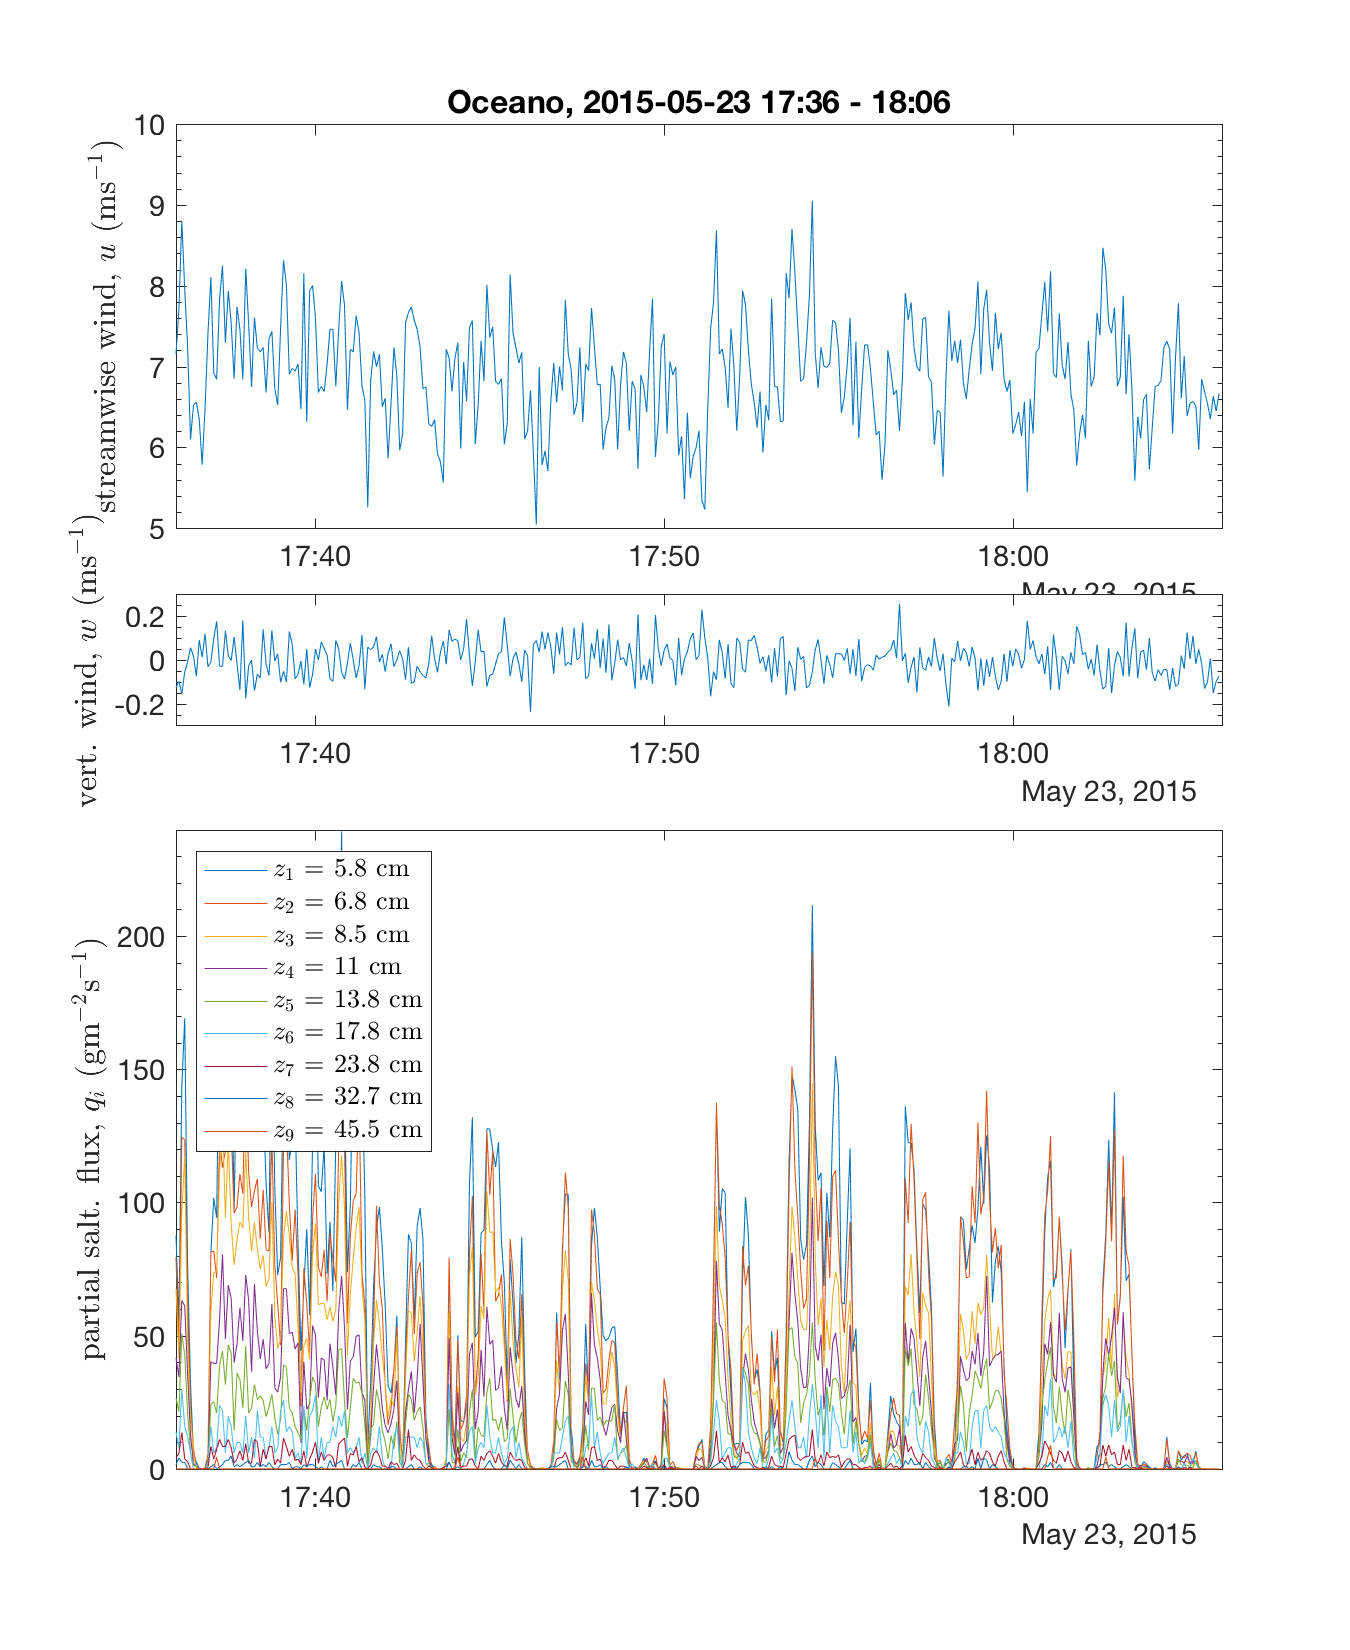 Oceano, 2015-05-23 17:36 - 18:06
streamwise wind, u (ms⁻¹)
10
9
8
7
6
5
17:40 17:50 18:00
May 23, 2015
vert. wind, w (ms⁻¹)
0.2
0
-0.2
17:40 17:50 18:00
May 23, 2015
partial salt. flux, qᵢ (gm⁻²s⁻¹)
200
150
100
50
0
z₁ = 5.8 cm
z₂ = 6.8 cm
z₃ = 8.5 cm
z₄ = 11 cm
z₅ = 13.8 cm
z₆ = 17.8 cm
z₇ = 23.8 cm
z₈ = 32.7 cm
z₉ = 45.5 cm
17:40 17:50 18:00
May 23, 2015